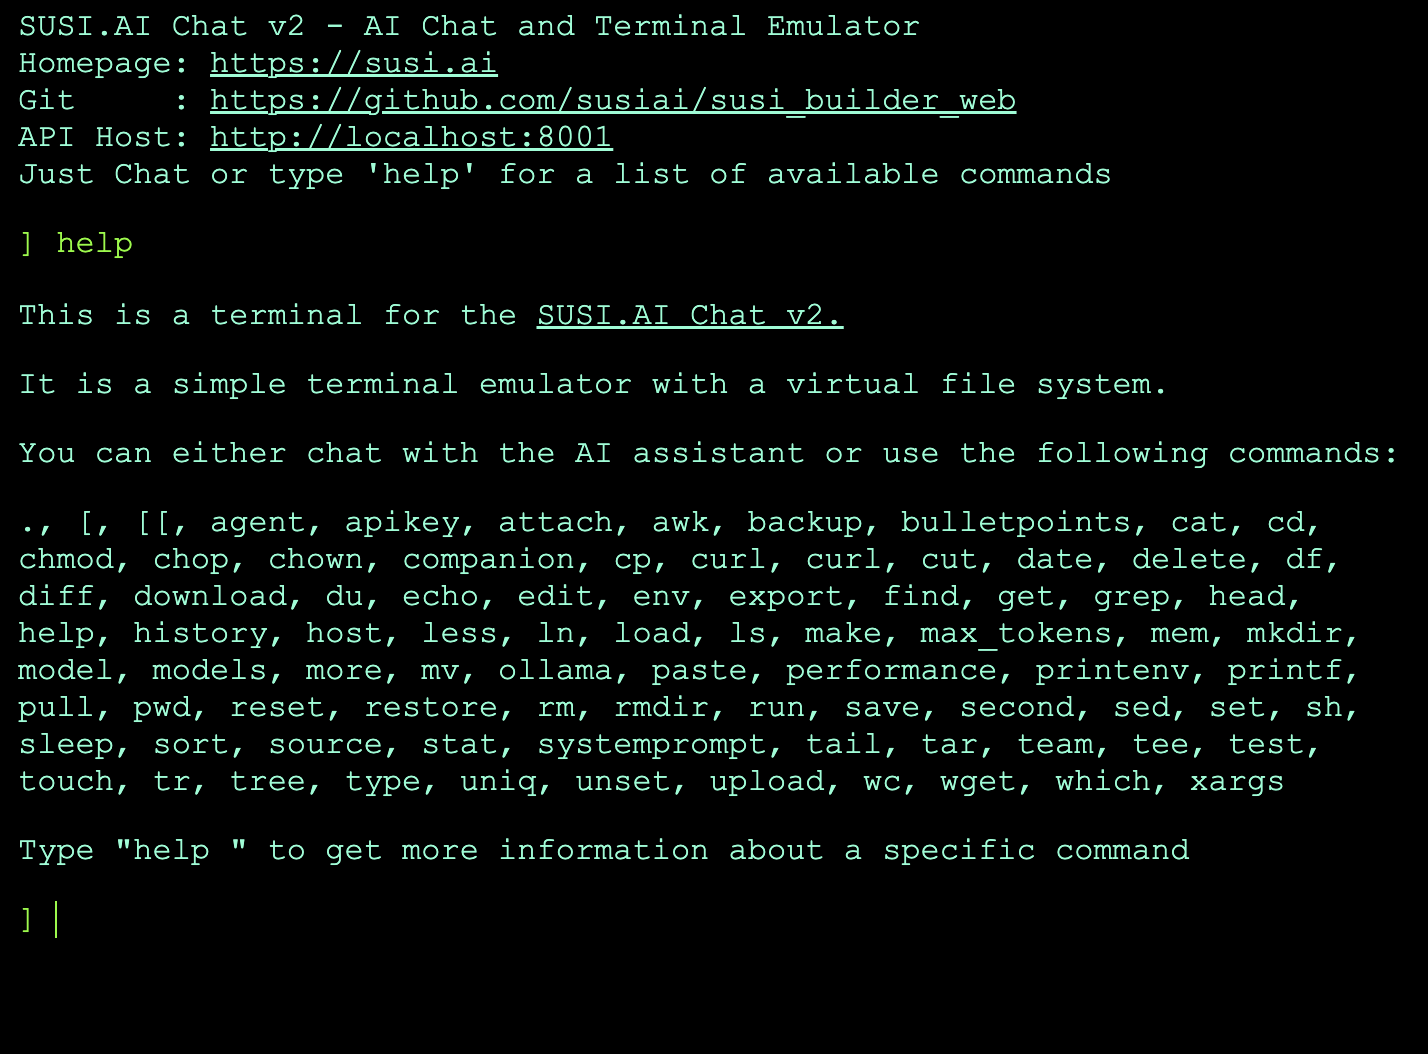 SUSI.AI Chat v2 - AI Chat and Terminal Emulator
Homepage: https://susi.ai
Git     : https://github.com/susiai/susi_builder_web
API Host: http://localhost:8001
Just Chat or type 'help' for a list of available commands
] help
This is a terminal for the SUSI.AI Chat v2.
It is a simple terminal emulator with a virtual file system.
You can either chat with the AI assistant or use the following commands:
., [, [[, agent, apikey, attach, awk, backup, bulletpoints, cat, cd,
chmod, chop, chown, companion, cp, curl, curl, cut, date, delete, df,
diff, download, du, echo, edit, env, export, find, get, grep, head,
help, history, host, less, ln, load, ls, make, max_tokens, mem, mkdir,
model, models, more, mv, ollama, paste, performance, printenv, printf,
pull, pwd, reset, restore, rm, rmdir, run, save, second, sed, set, sh,
sleep, sort, source, stat, systemprompt, tail, tar, team, tee, test,
touch, tr, tree, type, uniq, unset, upload, wc, wget, which, xargs
Type "help " to get more information about a specific command
]